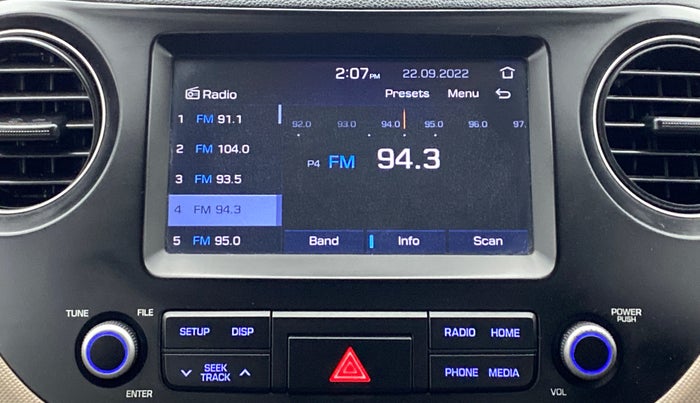 2:07PM 22.09.2022
Radio Presets Menu
1 FM 91.1
92.0 93.0 94.0 95.0 96.0 97.
2 FM 104.0
P4 FM 94.3
3 FM 93.5
4 FM 94.3
5 FM 95.0
Band Info Scan
TUNE FILE
POWER
PUSH
SETUP DISP
RADIO HOME
SEEK
TRACK
PHONE MEDIA
ENTER
VOL